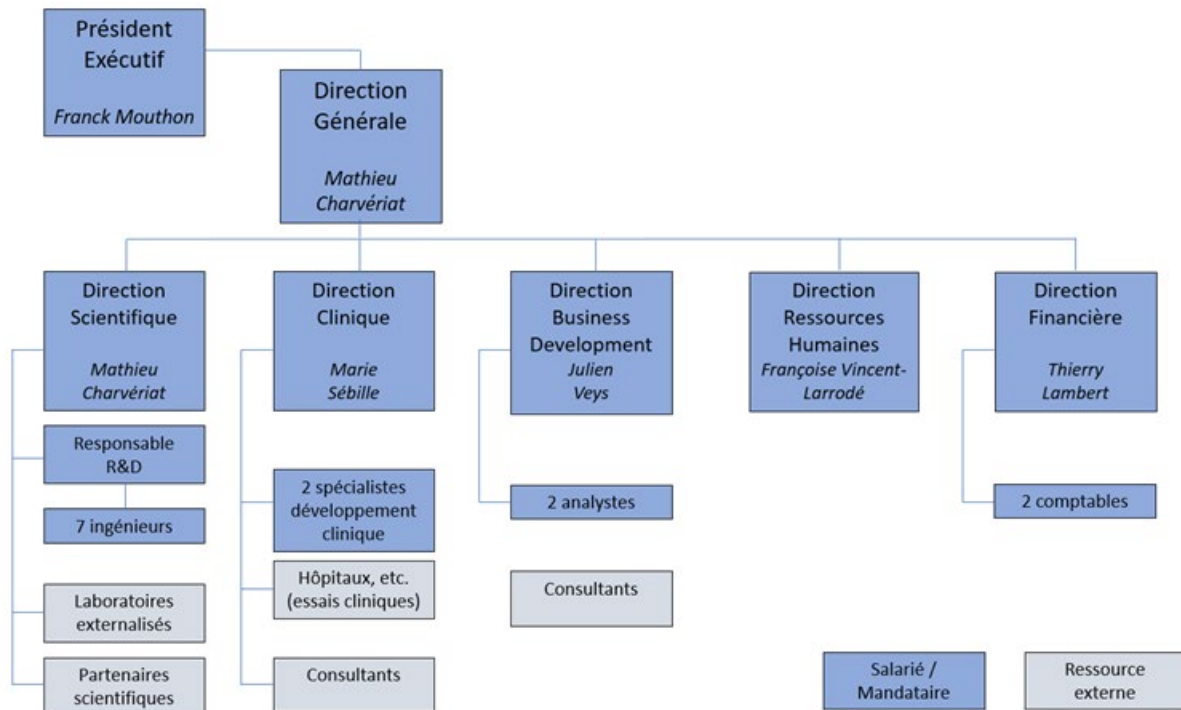 Président
Exécutif
Franck Mouthon
Direction
Générale
Mathieu
Charvériat
Direction
Scientifique
Mathieu
Charvériat
Responsable
R&D
7 ingénieurs
Laboratoires
externalisés
Partenaires
scientifiques
Direction
Clinique
Marie
Sébille
2 spécialistes
développement
clinique
Hôpitaux, etc.
(essais cliniques)
Consultants
Direction
Business
Development
Julien
Veys
2 analystes
Consultants
Direction
Ressources
Humaines
Françoise Vincent-
Larrodé
Direction
Financière
Thierry
Lambert
2 comptables
Salarié /
Mandataire
Ressource
externe